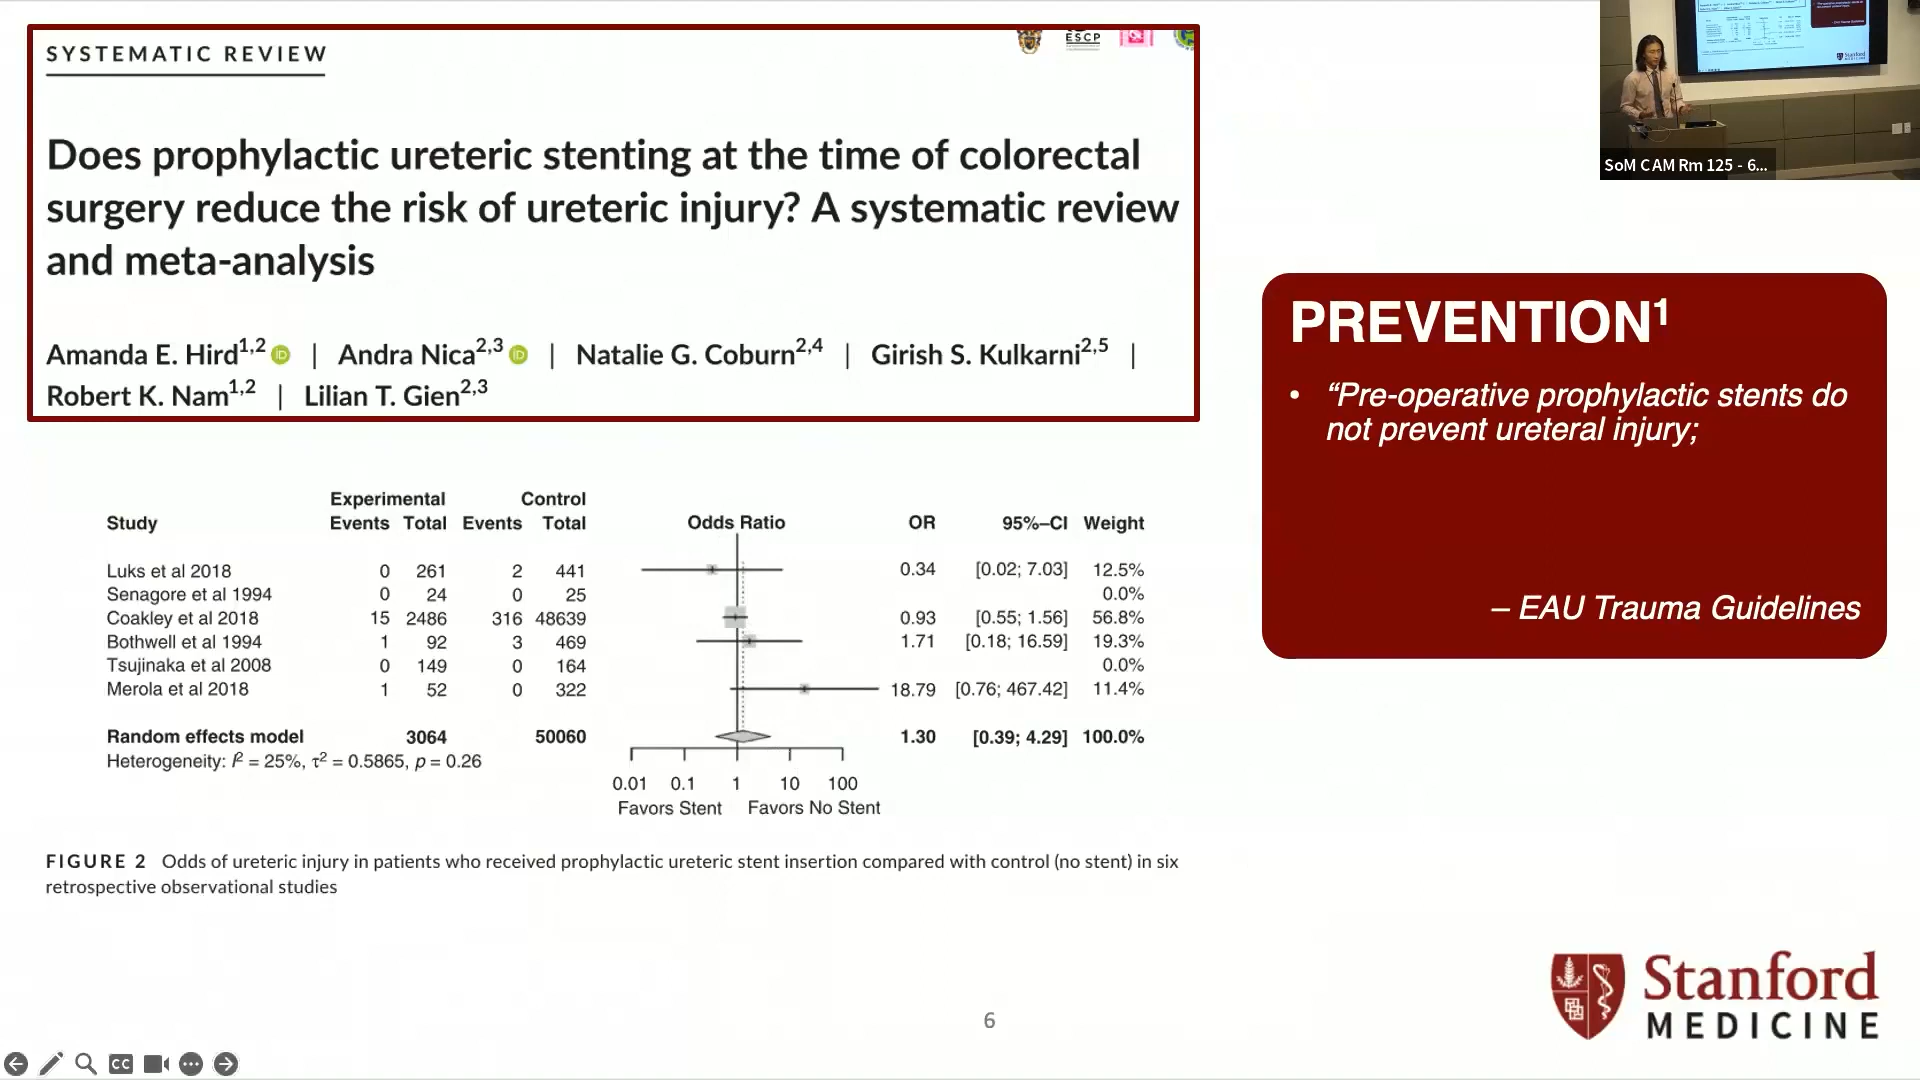 SYSTEMATIC REVIEW
ESCP
Does prophylactic ureteric stenting at the time of colorectal
surgery reduce the risk of ureteric injury? A systematic review
and meta-analysis
Amanda E. Hird1,2 iD | Andra Nica2,3 iD | Natalie G. Coburn2,4 | Girish S. Kulkarni2,5 |
Robert K. Nam1,2 | Lilian T. Gien2,3
Experimental Control
Study Events Total Events Total Odds Ratio OR 95%–CI Weight
Luks et al 2018 0 261 2 441 0.34 [0.02; 7.03] 12.5%
Senagore et al 1994 0 24 0 25 0.0%
Coakley et al 2018 15 2486 316 48639 0.93 [0.55; 1.56] 56.8%
Bothwell et al 1994 1 92 3 469 1.71 [0.18; 16.59] 19.3%
Tsujinaka et al 2008 0 149 0 164 0.0%
Merola et al 2018 1 52 0 322 18.79 [0.76; 467.42] 11.4%
Random effects model 3064 50060 1.30 [0.39; 4.29] 100.0%
Heterogeneity: I² = 25%, τ² = 0.5865, p = 0.26
0.01 0.1 1 10 100
Favors Stent Favors No Stent
FIGURE 2 Odds of ureteric injury in patients who received prophylactic ureteric stent insertion compared with control (no stent) in six
retrospective observational studies
SoM CAM Rm 125 - 6...
PREVENTION¹
• “Pre-operative prophylactic stents do
not prevent ureteral injury;
– EAU Trauma Guidelines
6
Stanford
MEDICINE
CC
Stanford
MEDICINE